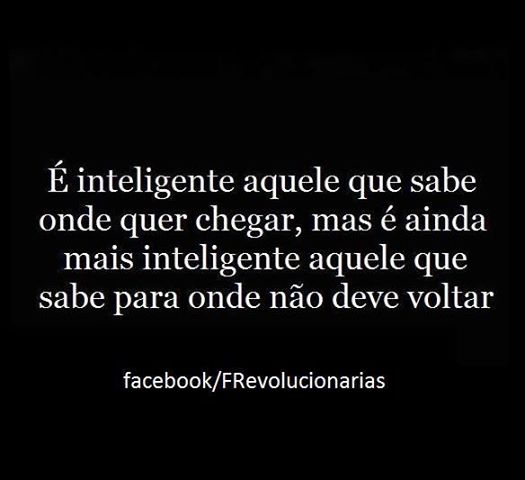 É inteligente aquele que sabe
onde quer chegar, mas é ainda
mais inteligente aquele que
sabe para onde não deve voltar
facebook/FRevolucionarias